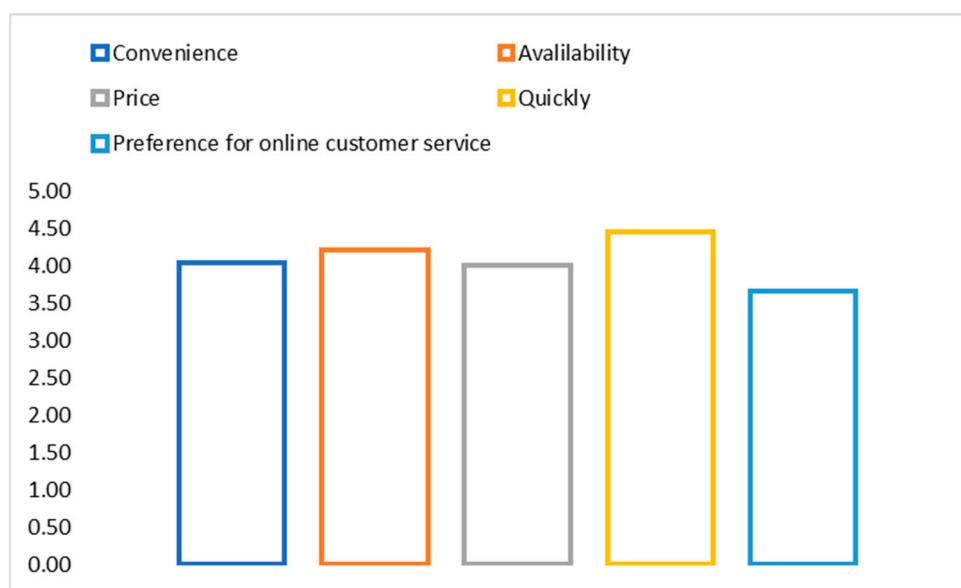 Convenience
Avalilability
Price
Quickly
Preference for online customer service
5.00
4.50
4.00
3.50
3.00
2.50
2.00
1.50
1.00
0.50
0.00